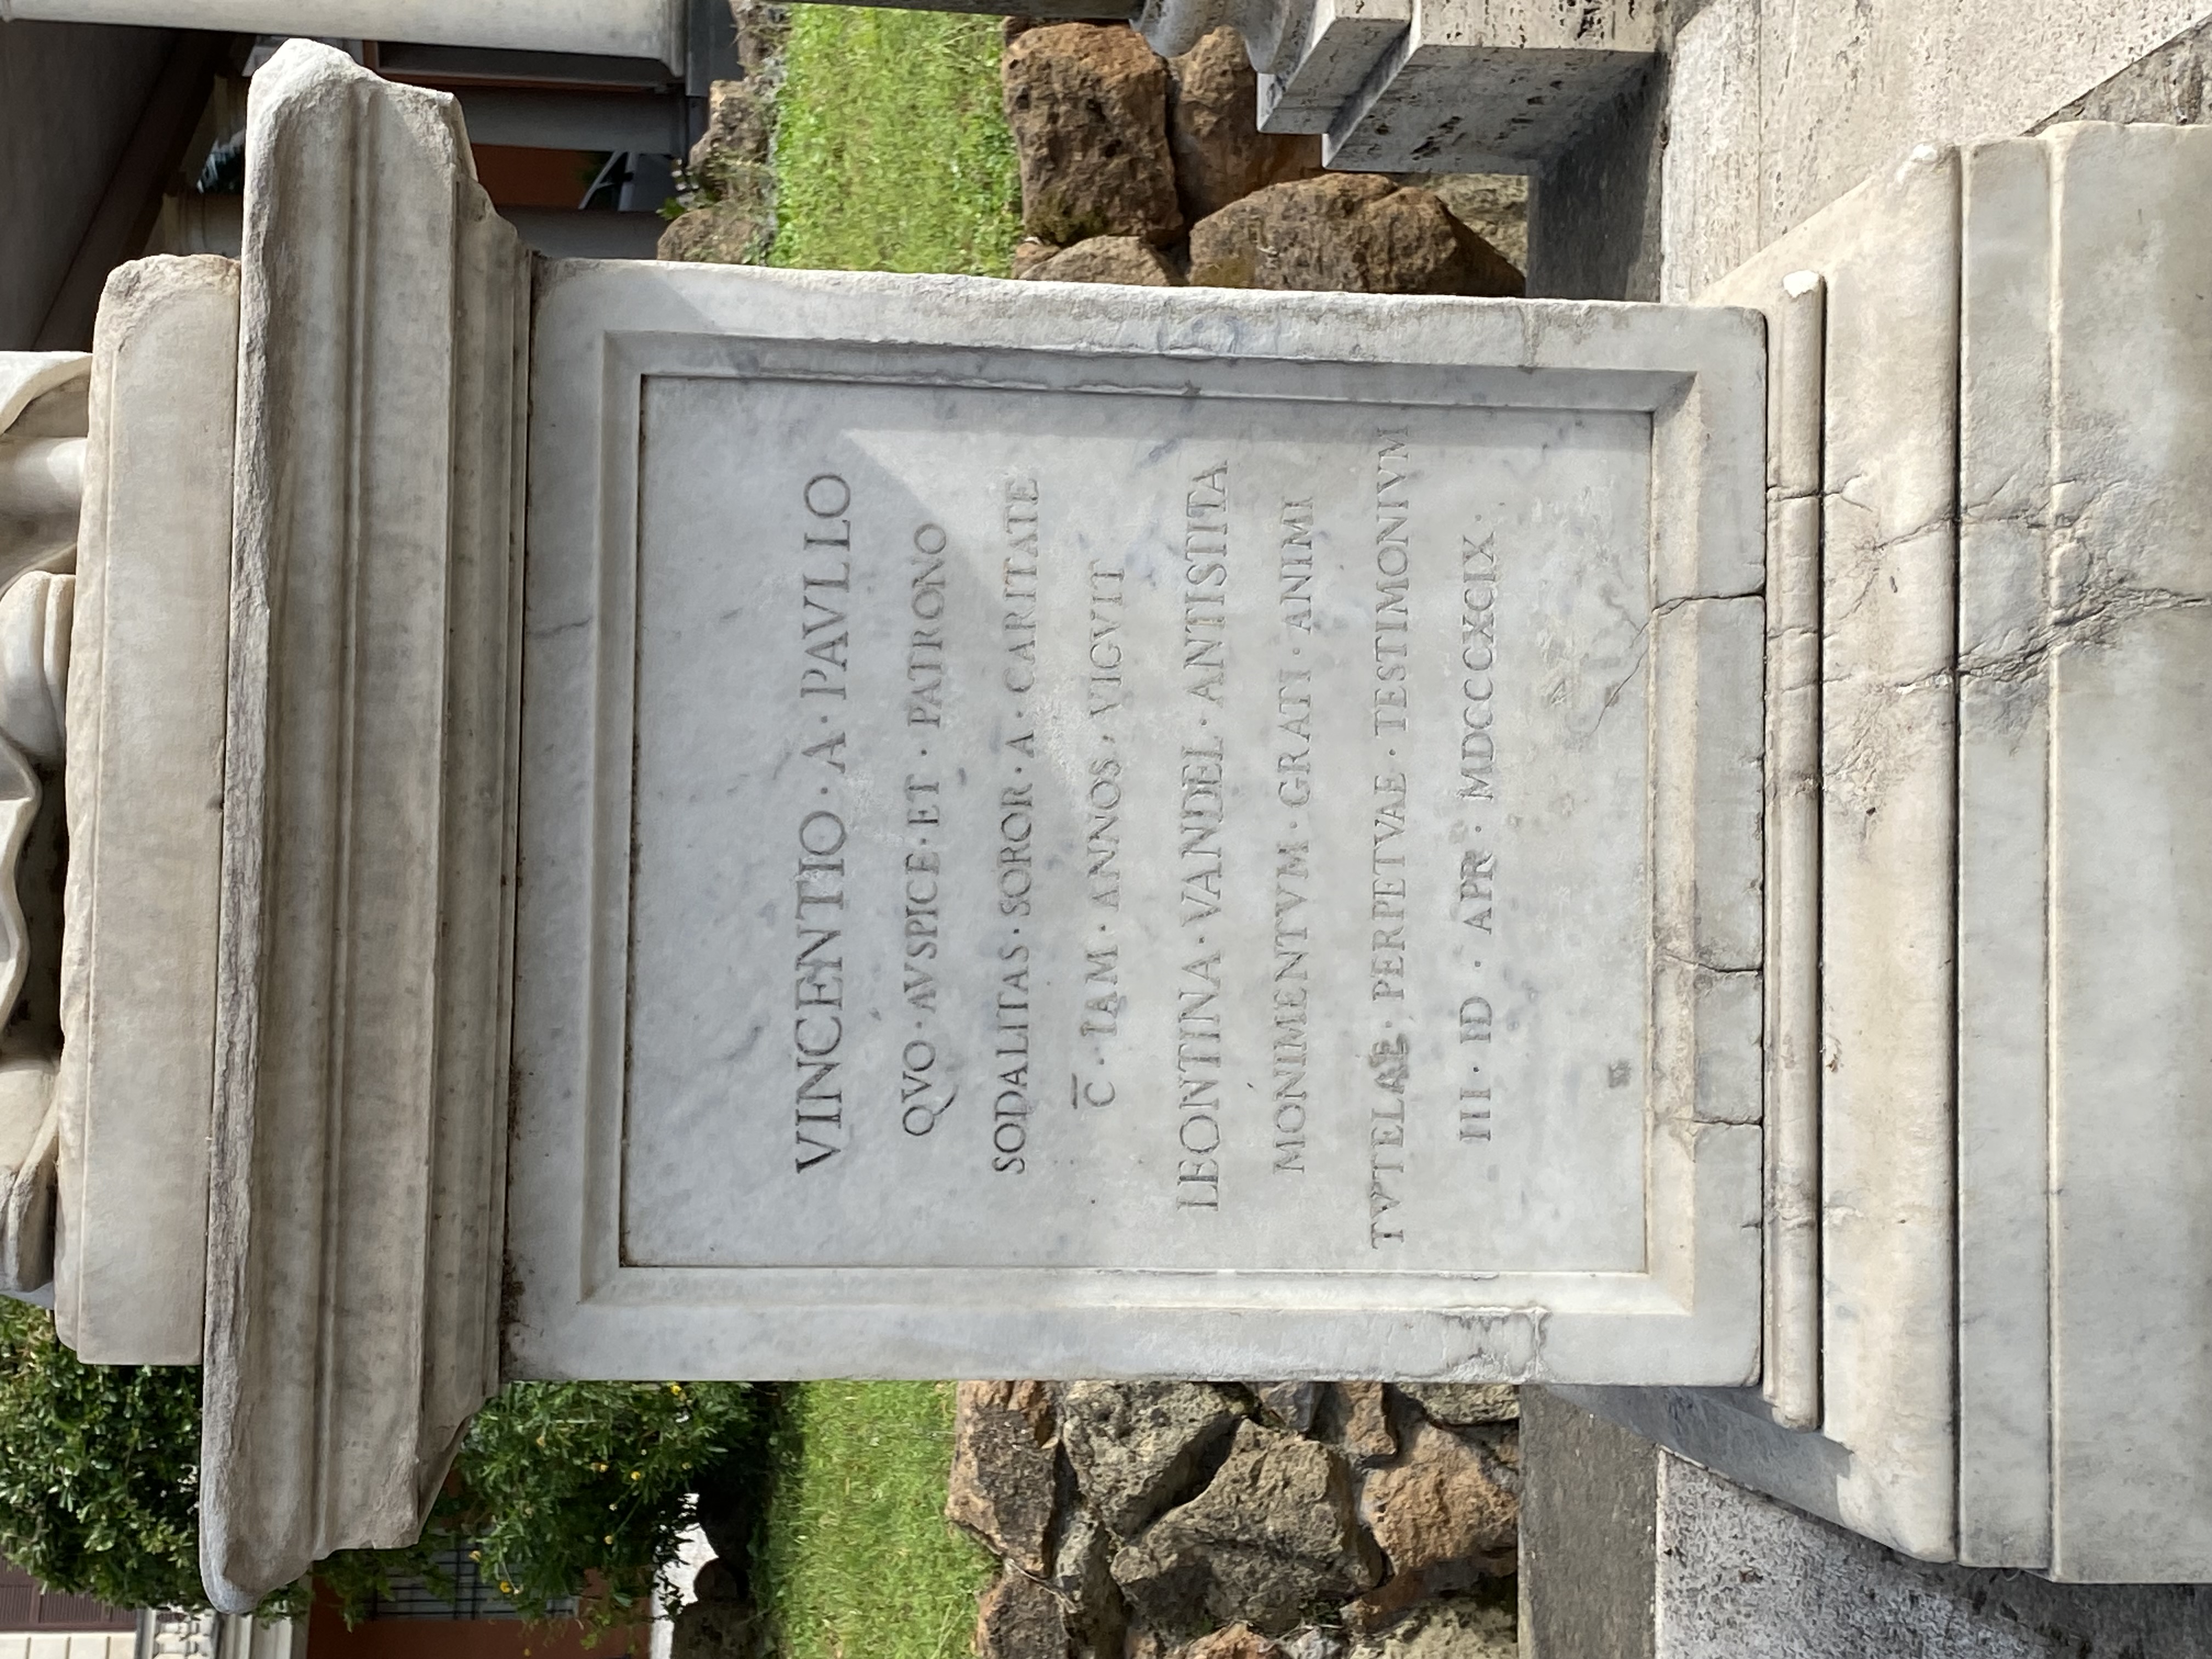 VINCENTIO · A · PAVLLO
QVO · AVSPICE · ET · PATRONO
SODALITAS · SOROR · A · CARITATE
C̅ · IAM · ANNOS · VIGVIT
LEONTINA · VANDEL · ANTISTITA
MONIMENTVM · GRATI · ANIMI
TVTELAE · PERPETVAE · TESTIMONIVM
III · ID · APR · MDCCCXCIX ·